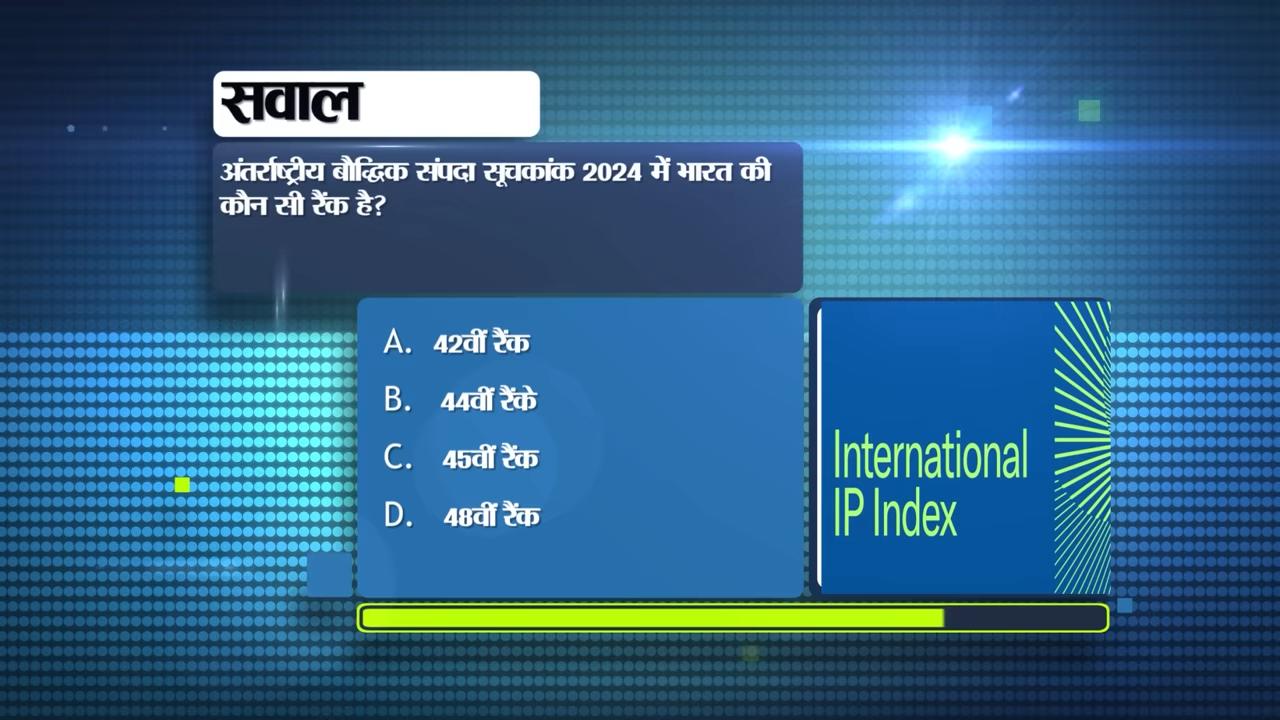 सवाल
अंतर्राष्ट्रीय बौद्धिक संपदा सूचकांक 2024 में भारत की
कौन सी रैंक है?
A. 42वीं रैंक
B. 44वीं रैंके
C. 45वीं रैंक
D. 48वीं रैंक
International
IP Index